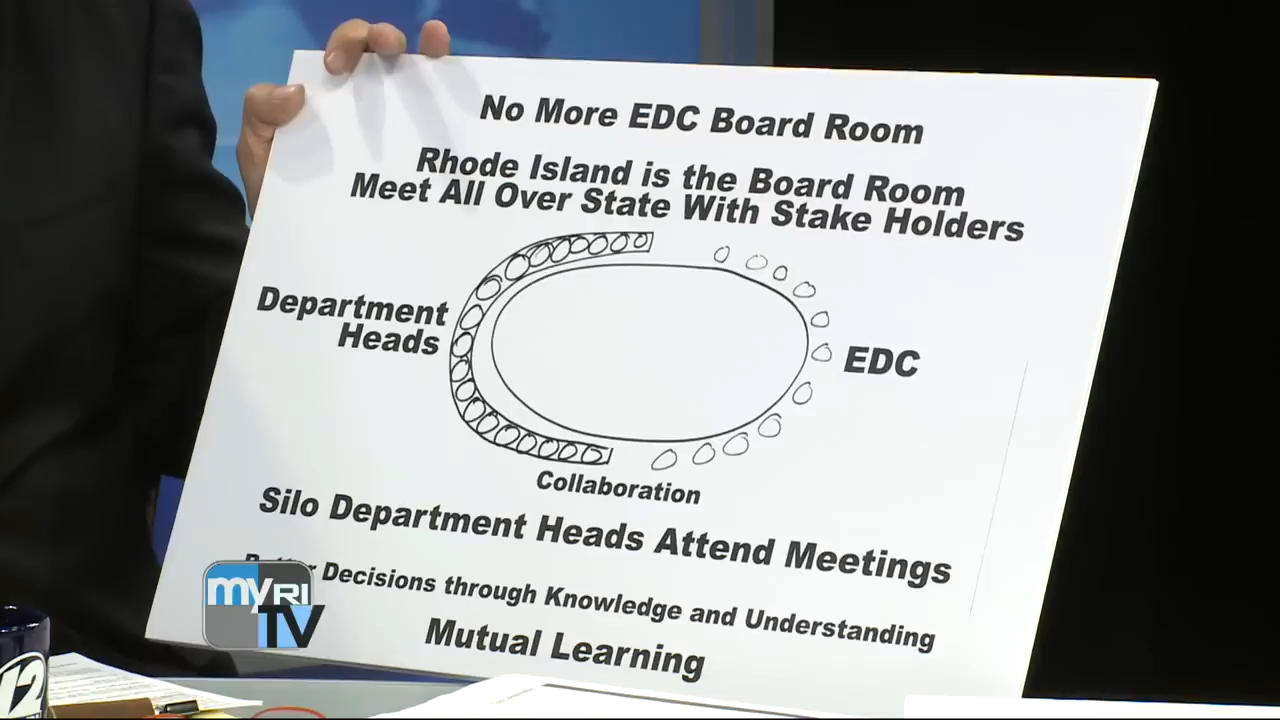 No More EDC Board Room
Rhode Island is the Board Room
Meet All Over State With Stake Holders
Department
Heads
EDC
Collaboration
Silo Department Heads Attend Meetings
Decisions through Knowledge and Understanding
Mutual Learning
myRI
TV
12